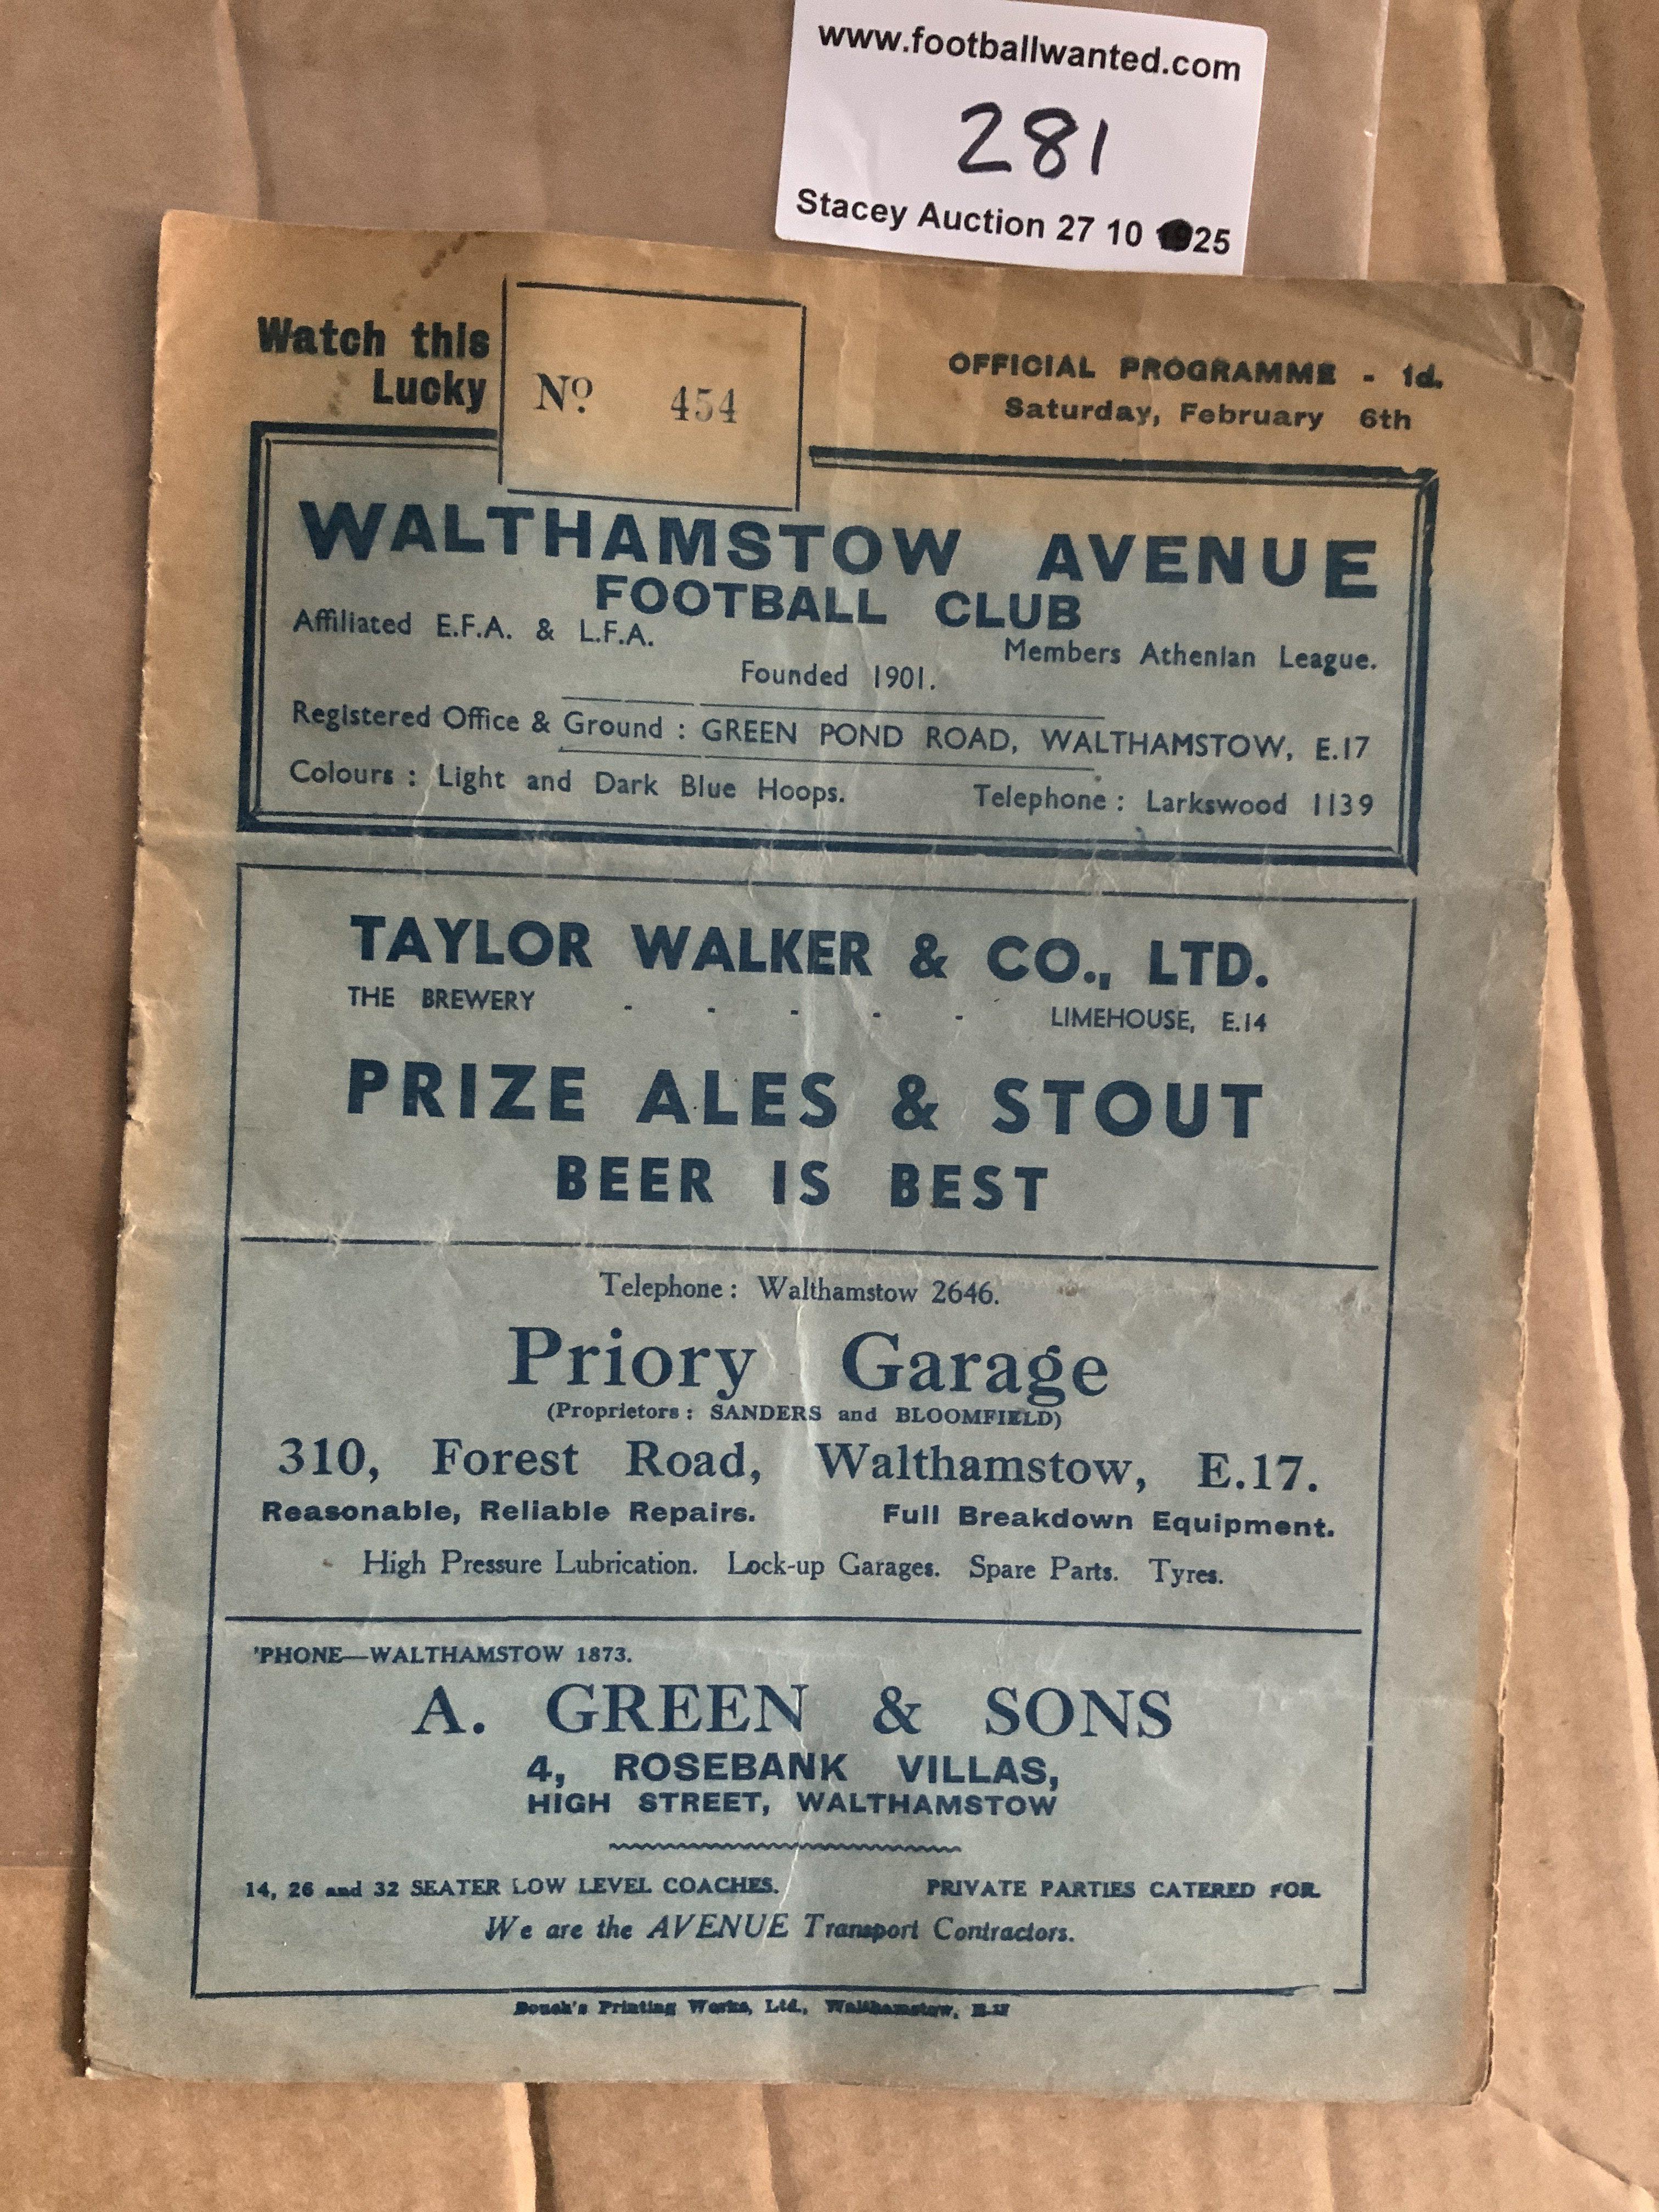 www.footballwanted.com
281
Stacey Auction 27 10 25
Watch this
Lucky
No. 454
OFFICIAL PROGRAMME - 1d.
Saturday, February 6th
WALTHAMSTOW AVENUE
FOOTBALL CLUB
Affiliated E.F.A. & L.F.A.
Members Athenian League.
Founded 1901.
Registered Office & Ground : GREEN POND ROAD, WALTHAMSTOW, E.17
Colours : Light and Dark Blue Hoops. Telephone : Larkswood 1139
TAYLOR WALKER & CO., LTD.
THE BREWERY - - - - - LIMEHOUSE, E.14
PRIZE ALES & STOUT
BEER IS BEST
Telephone : Walthamstow 2646.
Priory Garage
(Proprietors : SANDERS and BLOOMFIELD)
310, Forest Road, Walthamstow, E.17.
Reasonable, Reliable Repairs. Full Breakdown Equipment.
High Pressure Lubrication. Lock-up Garages. Spare Parts. Tyres.
'PHONE—WALTHAMSTOW 1873.
A. GREEN & SONS
4, ROSEBANK VILLAS,
HIGH STREET, WALTHAMSTOW
14, 26 and 32 SEATER LOW LEVEL COACHES. PRIVATE PARTIES CATERED FOR
We are the AVENUE Transport Contractors.
Printing Works, Ltd., Walthamstow, E.17